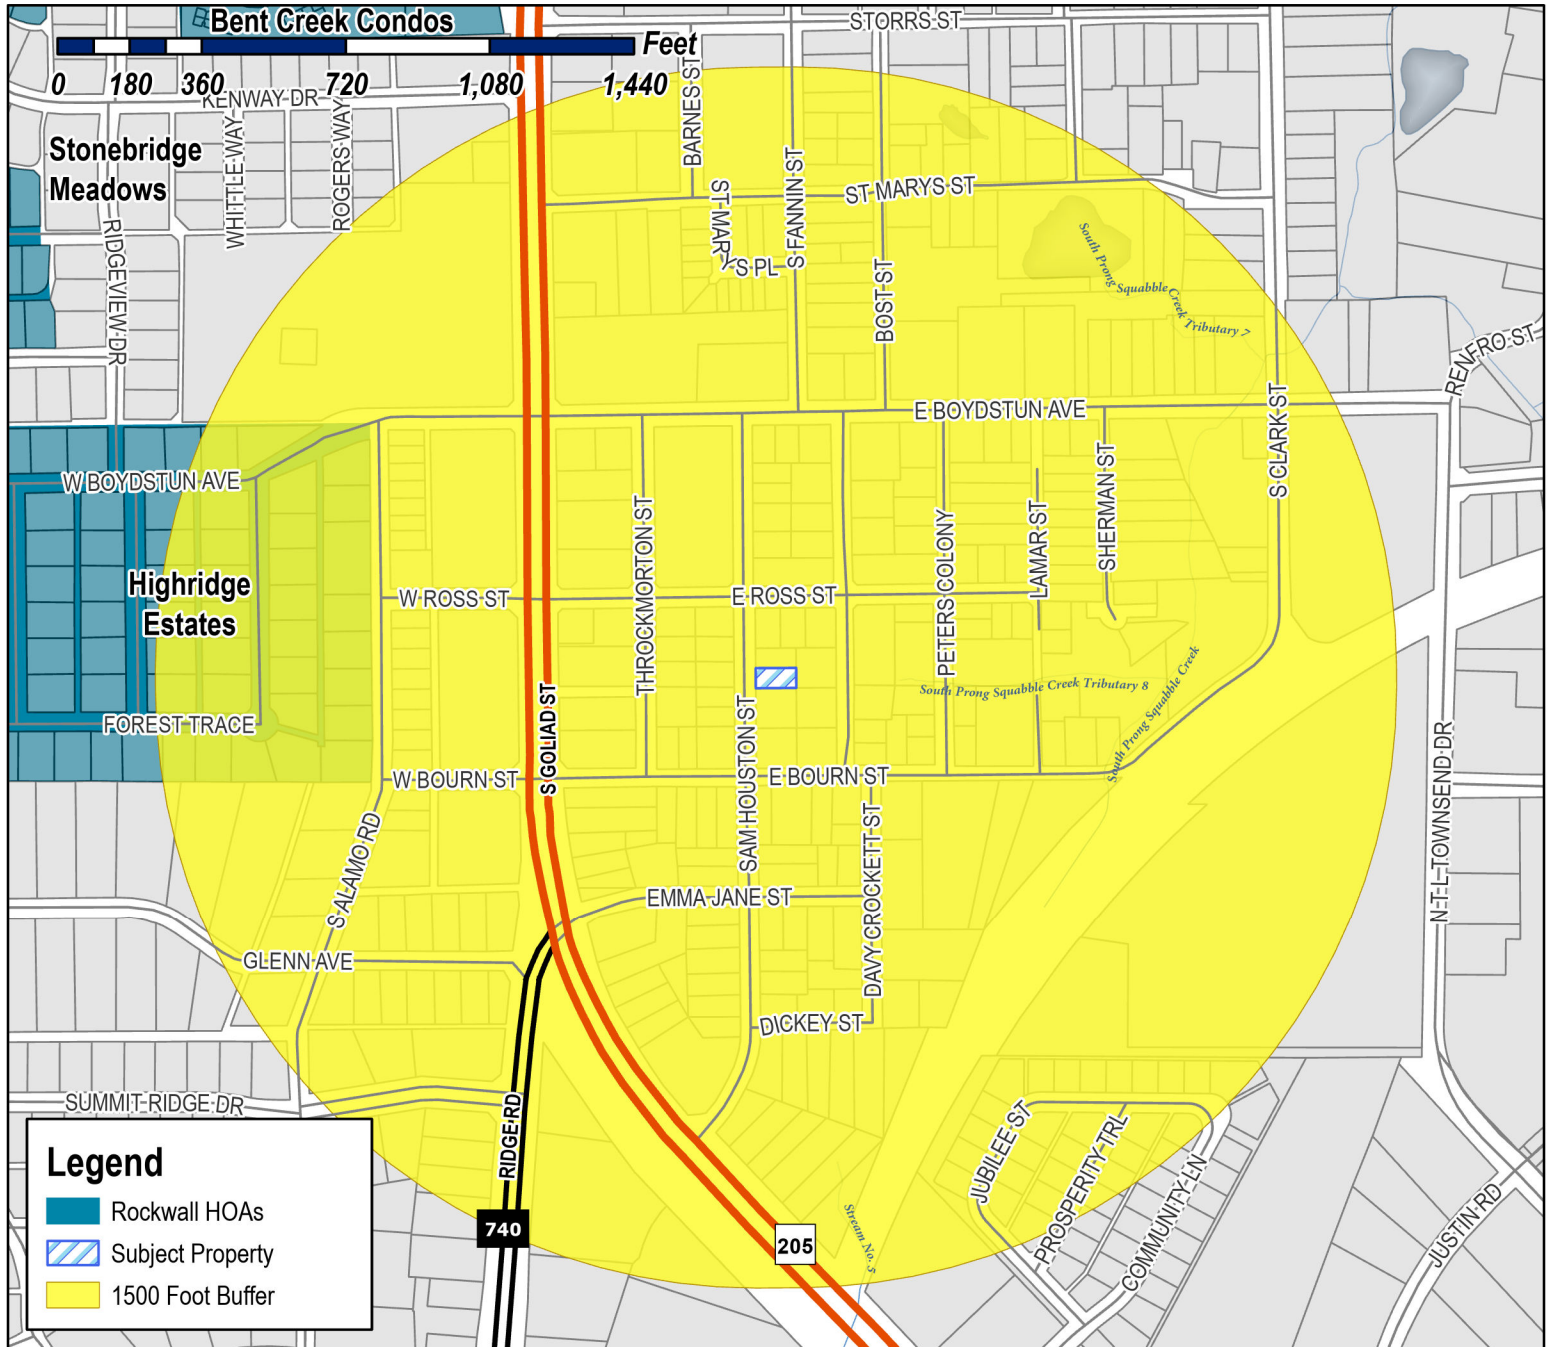 Bent Creek Condos
STORRS ST
Feet
0 180 360 720 1,080 1,440
KENWAY DR
BARNES ST
WHITTLE WAY
ROGERS WAY
Stonebridge
Meadows
S FANNIN ST
ST MARYS ST
ST MARYS PL
RIDGEVIEW DR
BOST ST
South Prong Squabble Creek Tributary 7
RENFRO ST
E BOYDSTUN AVE
S CLARK ST
W BOYDSTUN AVE
SHERMAN ST
THROCKMORTON ST
PETERS COLONY
LAMAR ST
Highridge
Estates
W ROSS ST
E ROSS ST
South Prong Squabble Creek Tributary 8
South Prong Squabble Creek
FOREST TRACE
S GOLIAD ST
SAM HOUSTON ST
W BOURN ST
E BOURN ST
N T L TOWNSEND DR
S ALAMO RD
DAVY CROCKETT ST
EMMA JANE ST
GLENN AVE
DICKEY ST
SUMMIT RIDGE DR
RIDGE RD
JUBILEE ST
PROSPERITY TRL
COMMUNITY LN
JUSTIN RD
Stream No. 5
740
205
Legend
Rockwall HOAs
Subject Property
1500 Foot Buffer